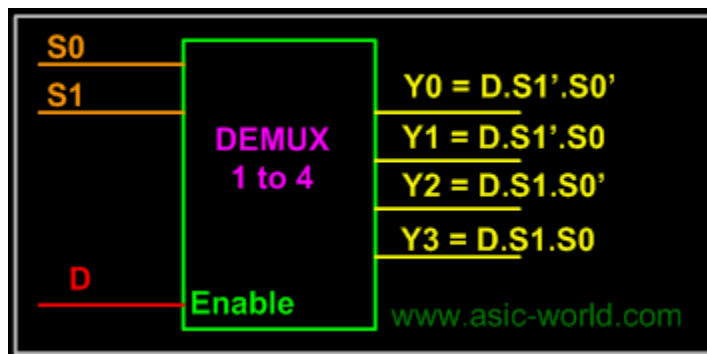 S0
S1
DEMUX
1 to 4
Y0 = D.S1’.S0’
Y1 = D.S1’.S0
Y2 = D.S1.S0’
Y3 = D.S1.S0
D
Enable
www.asic-world.com